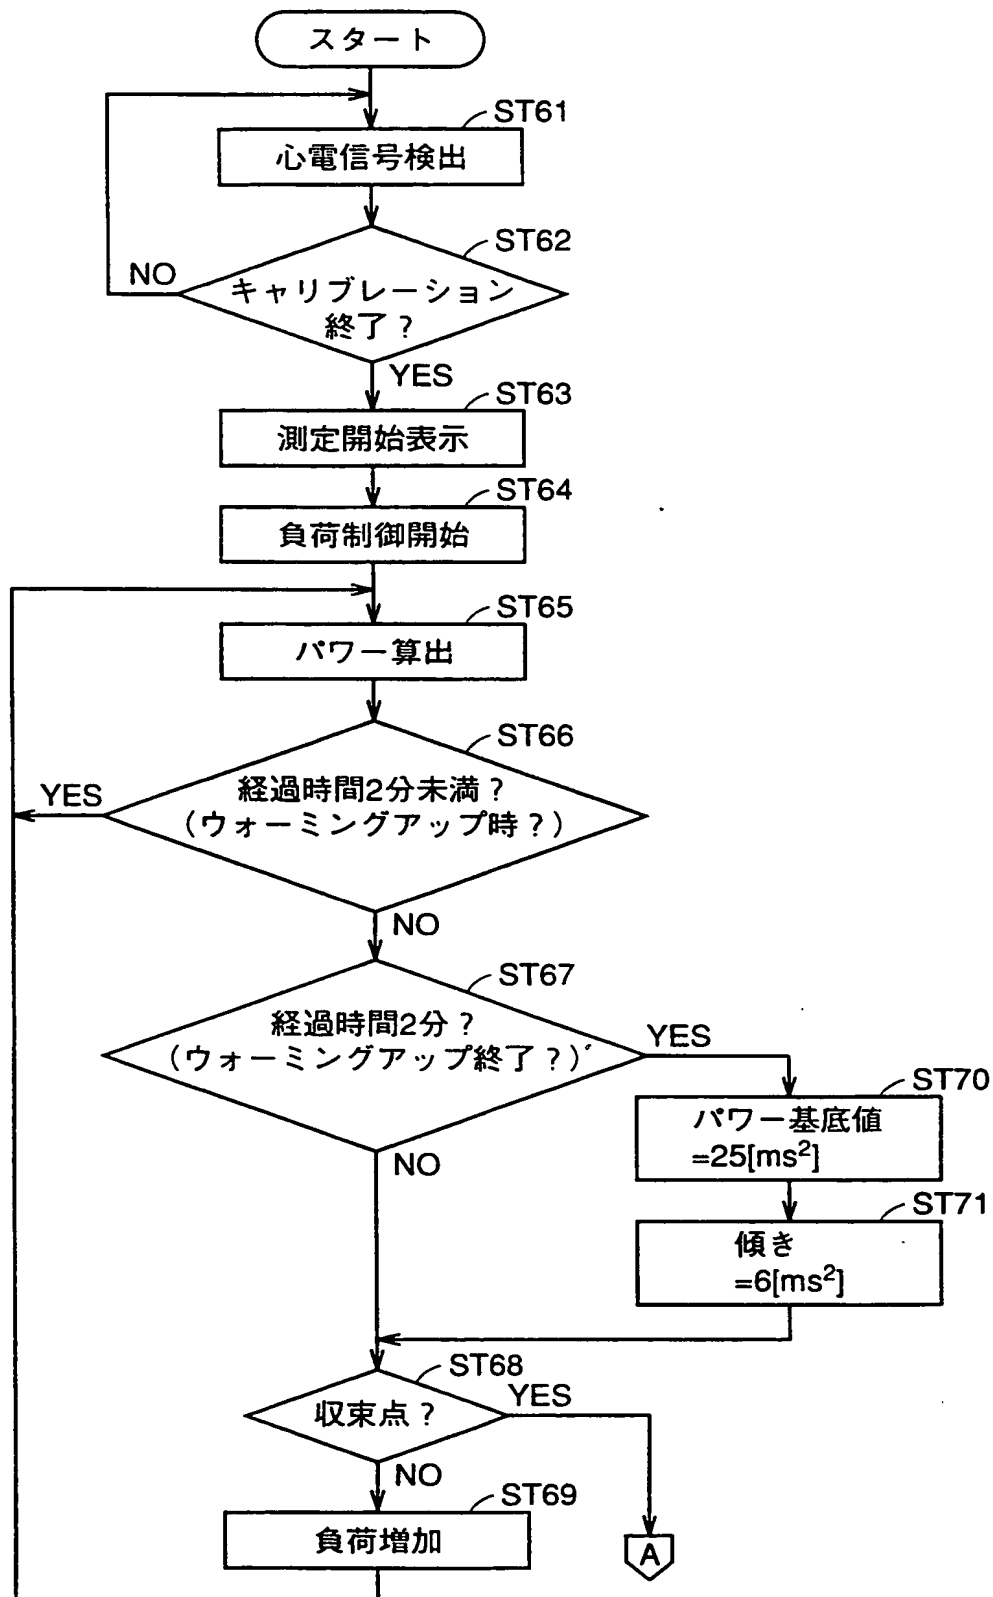 スタート
ST61
心電信号検出
ST62
NO
キャリブレーション
終了？
YES
ST63
測定開始表示
ST64
負荷制御開始
ST65
パワー算出
ST66
YES
経過時間2分未満？
（ウォーミングアップ時？）
NO
ST67
経過時間2分？
（ウォーミングアップ終了？）
YES
NO
ST70
パワー基底値
=25[ms²]
ST71
傾き
=6[ms²]
ST68
YES
収束点？
NO
ST69
負荷増加
A